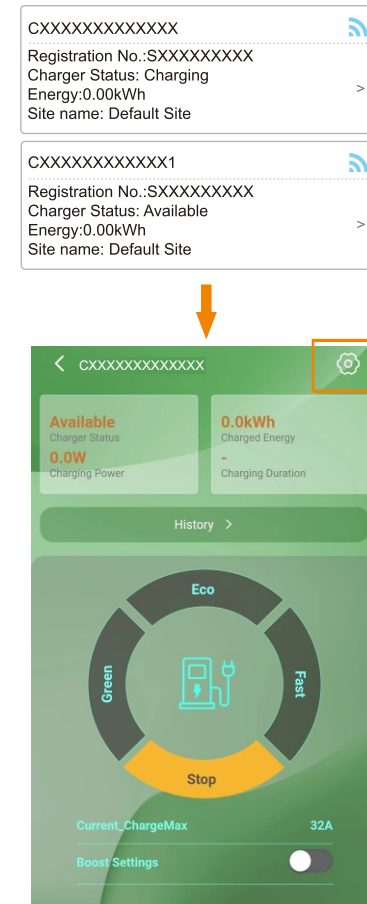 CXXXXXXXXXXXXX
Registration No.:SXXXXXXXXX
Charger Status: Charging
Energy:0.00kWh
>
Site name: Default Site
CXXXXXXXXXXXX1
Registration No.:SXXXXXXXXX
Charger Status: Available
Energy:0.00kWh
>
Site name: Default Site
CXXXXXXXXXXXXX
Available
Charger Status
0.0W
Charging Power
0.0kWh
Charged Energy
-
Charging Duration
History >
Eco
Green
Fast
Stop
Current_ChargeMax 32A
Boost Settings